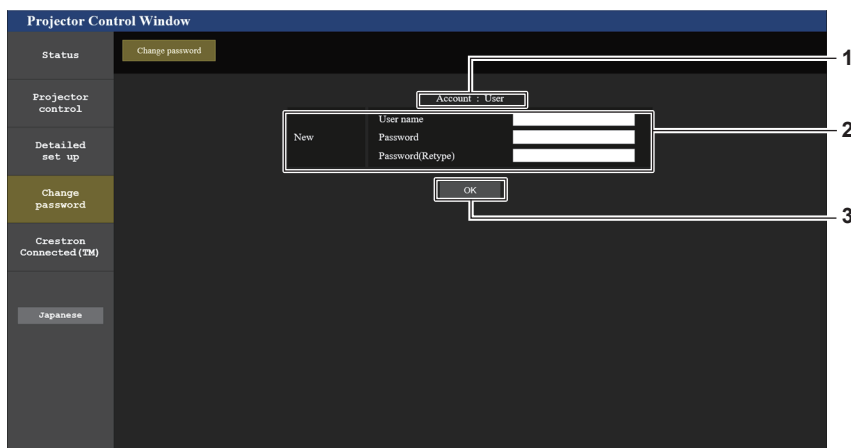 Projector Control Window
Status
Change password
1
Projector
control
Account : User
User name
2
New
Password
Detailed
set up
Password(Retype)
Change
password
OK
3
Crestron
Connected(TM)
Japanese